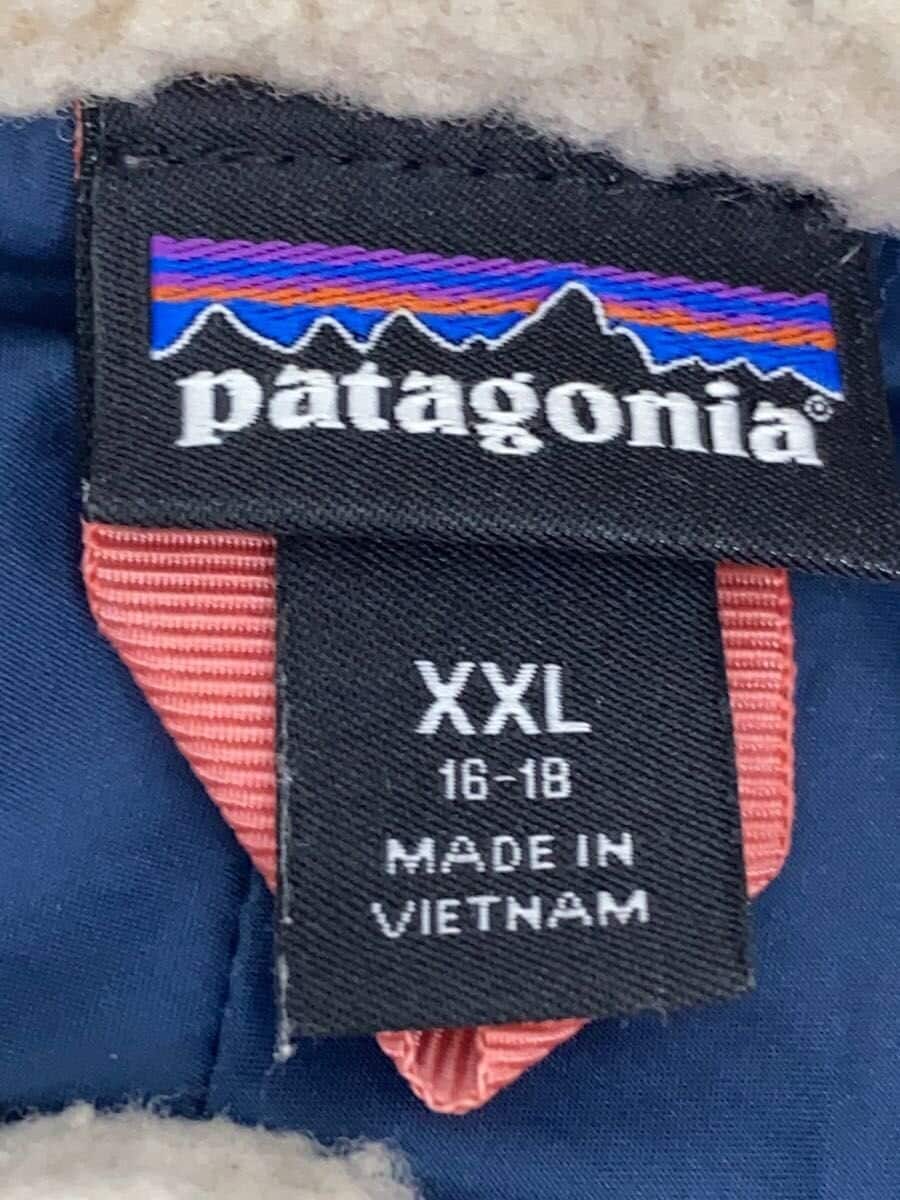 patagonia®
XXL
16-18
MADE IN
VIETNAM